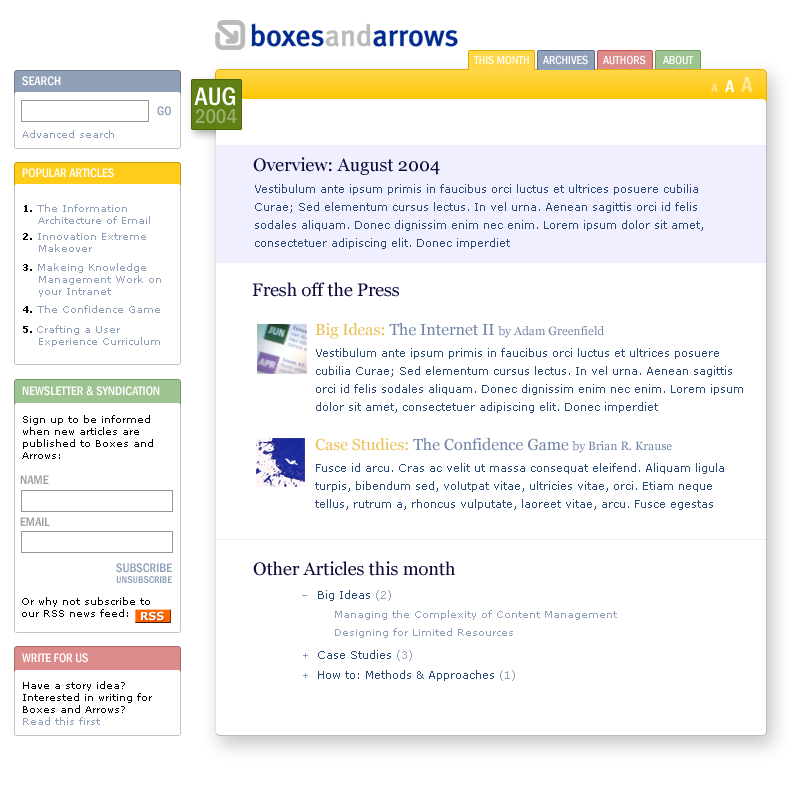 boxesandarrows
THIS MONTH
ARCHIVES
AUTHORS
ABOUT
A A A
AUG
2004
SEARCH
GO
Advanced search
POPULAR ARTICLES
1. The Information
Architecture of Email
2. Innovation Extreme
Makeover
3. Makeing Knowledge
Management Work on
your Intranet
4. The Confidence Game
5. Crafting a User
Experience Curriculum
NEWSLETTER & SYNDICATION
Sign up to be informed
when new articles are
published to Boxes and
Arrows:
NAME
EMAIL
SUBSCRIBE
UNSUBSCRIBE
Or why not subscribe to
our RSS news feed: RSS
WRITE FOR US
Have a story idea?
Interested in writing for
Boxes and Arrows?
Read this first
Overview: August 2004
Vestibulum ante ipsum primis in faucibus orci luctus et ultrices posuere cubilia
Curae; Sed elementum cursus lectus. In vel urna. Aenean sagittis orci id felis
sodales aliquam. Donec dignissim enim nec enim. Lorem ipsum dolor sit amet,
consectetuer adipiscing elit. Donec imperdiet
Fresh off the Press
JUN
APR
Big Ideas: The Internet II by Adam Greenfield
Vestibulum ante ipsum primis in faucibus orci luctus et ultrices posuere
cubilia Curae; Sed elementum cursus lectus. In vel urna. Aenean sagittis
orci id felis sodales aliquam. Donec dignissim enim nec enim. Lorem ipsum
dolor sit amet, consectetuer adipiscing elit. Donec imperdiet
Case Studies: The Confidence Game by Brian R. Krause
Fusce id arcu. Cras ac velit ut massa consequat eleifend. Aliquam ligula
turpis, bibendum sed, volutpat vitae, ultricies vitae, orci. Etiam neque
tellus, rutrum a, rhoncus vulputate, laoreet vitae, arcu. Fusce egestas
Other Articles this month
– Big Ideas (2)
Managing the Complexity of Content Management
Designing for Limited Resources
+ Case Studies (3)
+ How to: Methods & Approaches (1)